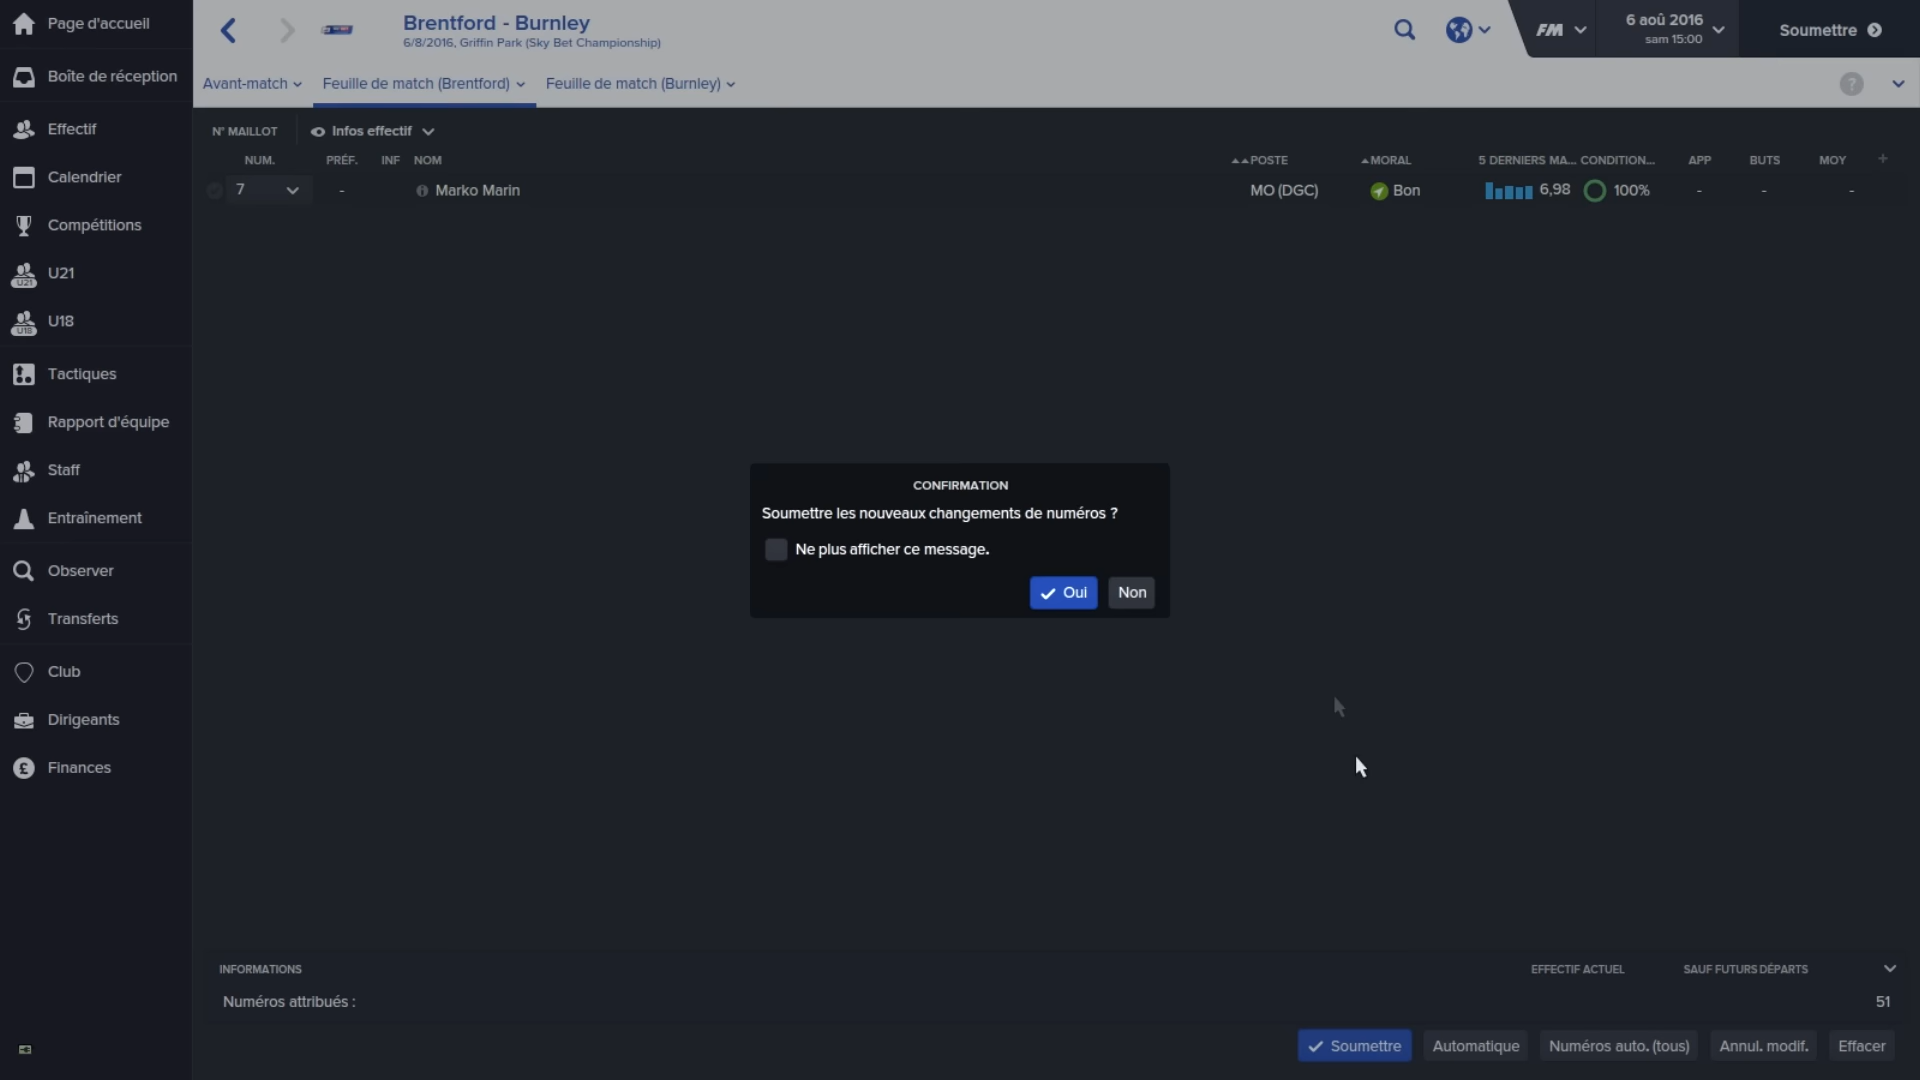 Page d'accueil
Boîte de réception
Effectif
Calendrier
Compétitions
U21
U21
U18
U18
Tactiques
Rapport d'équipe
Staff
Entraînement
Observer
Transferts
Club
Dirigeants
Finances
Brentford - Burnley
6/8/2016, Griffin Park (Sky Bet Championship)
FM
6 aoû 2016
sam 15:00
Soumettre
Avant-match
Feuille de match (Brentford)
Feuille de match (Burnley)
?
N° MAILLOT
Infos effectif
NUM. PRÉF. INF NOM POSTE MORAL 5 DERNIERS MA... CONDITION... APP BUTS MOY +
7 - Marko Marin MO (DGC) Bon 6,98 100% - - -
CONFIRMATION
Soumettre les nouveaux changements de numéros ?
Ne plus afficher ce message.
Oui
Non
INFORMATIONS EFFECTIF ACTUEL SAUF FUTURS DÉPARTS
Numéros attribués : 51
Soumettre
Automatique
Numéros auto. (tous)
Annul. modif.
Effacer